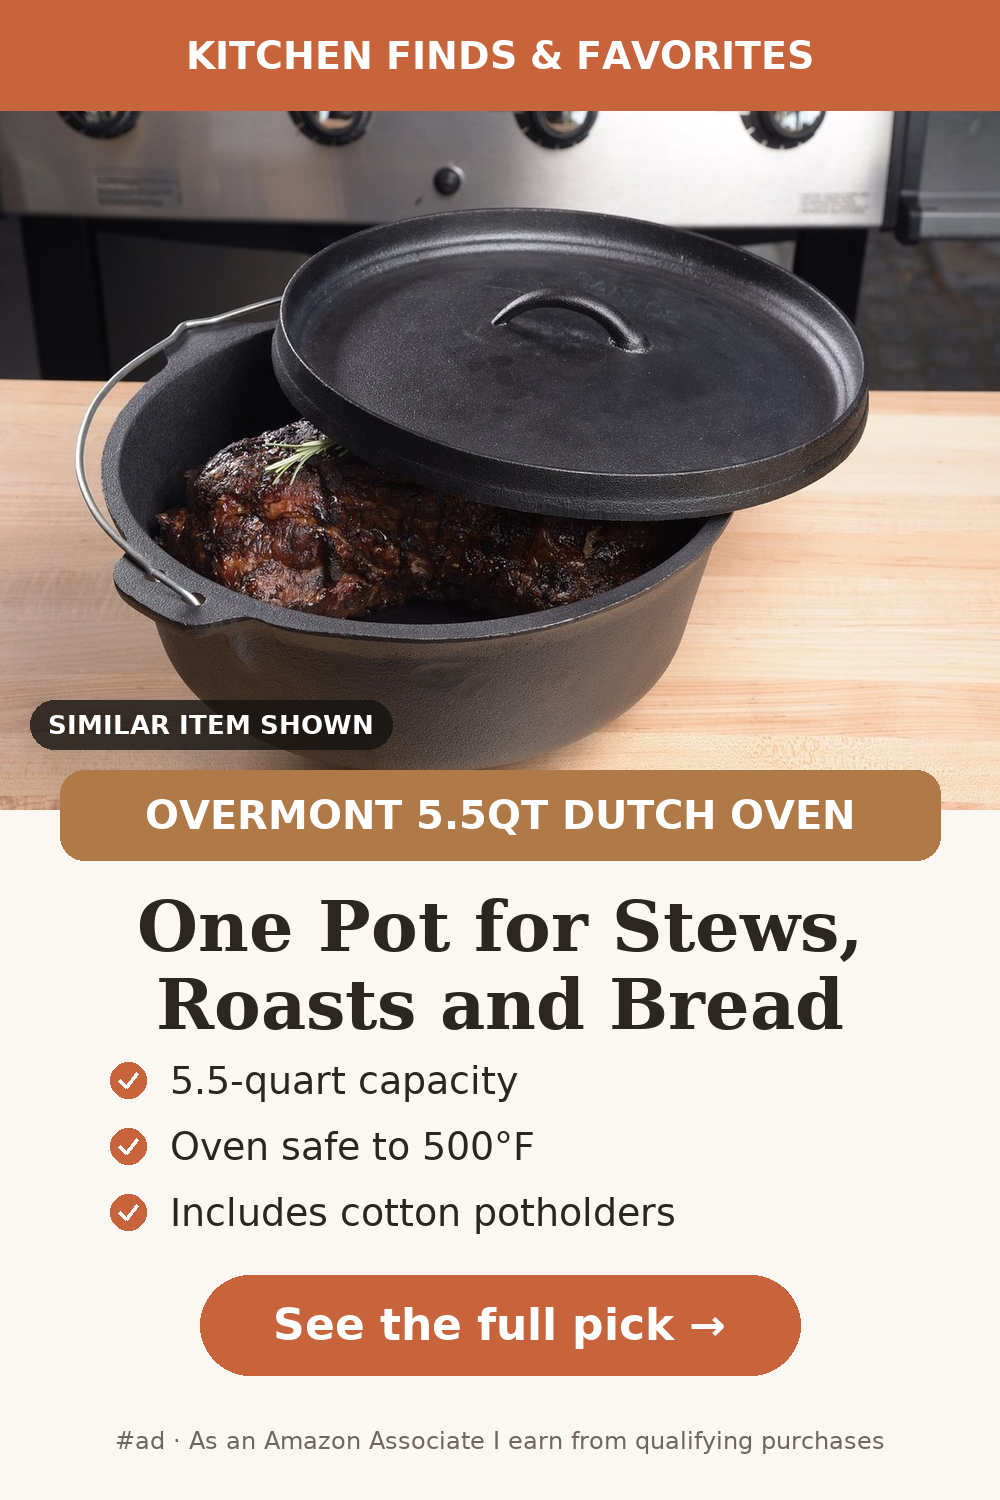 KITCHEN FINDS & FAVORITES
SIMILAR ITEM SHOWN
OVERMONT 5.5QT DUTCH OVEN
One Pot for Stews,
Roasts and Bread
5.5-quart capacity
Oven safe to 500°F
Includes cotton potholders
See the full pick →
#ad · As an Amazon Associate I earn from qualifying purchases